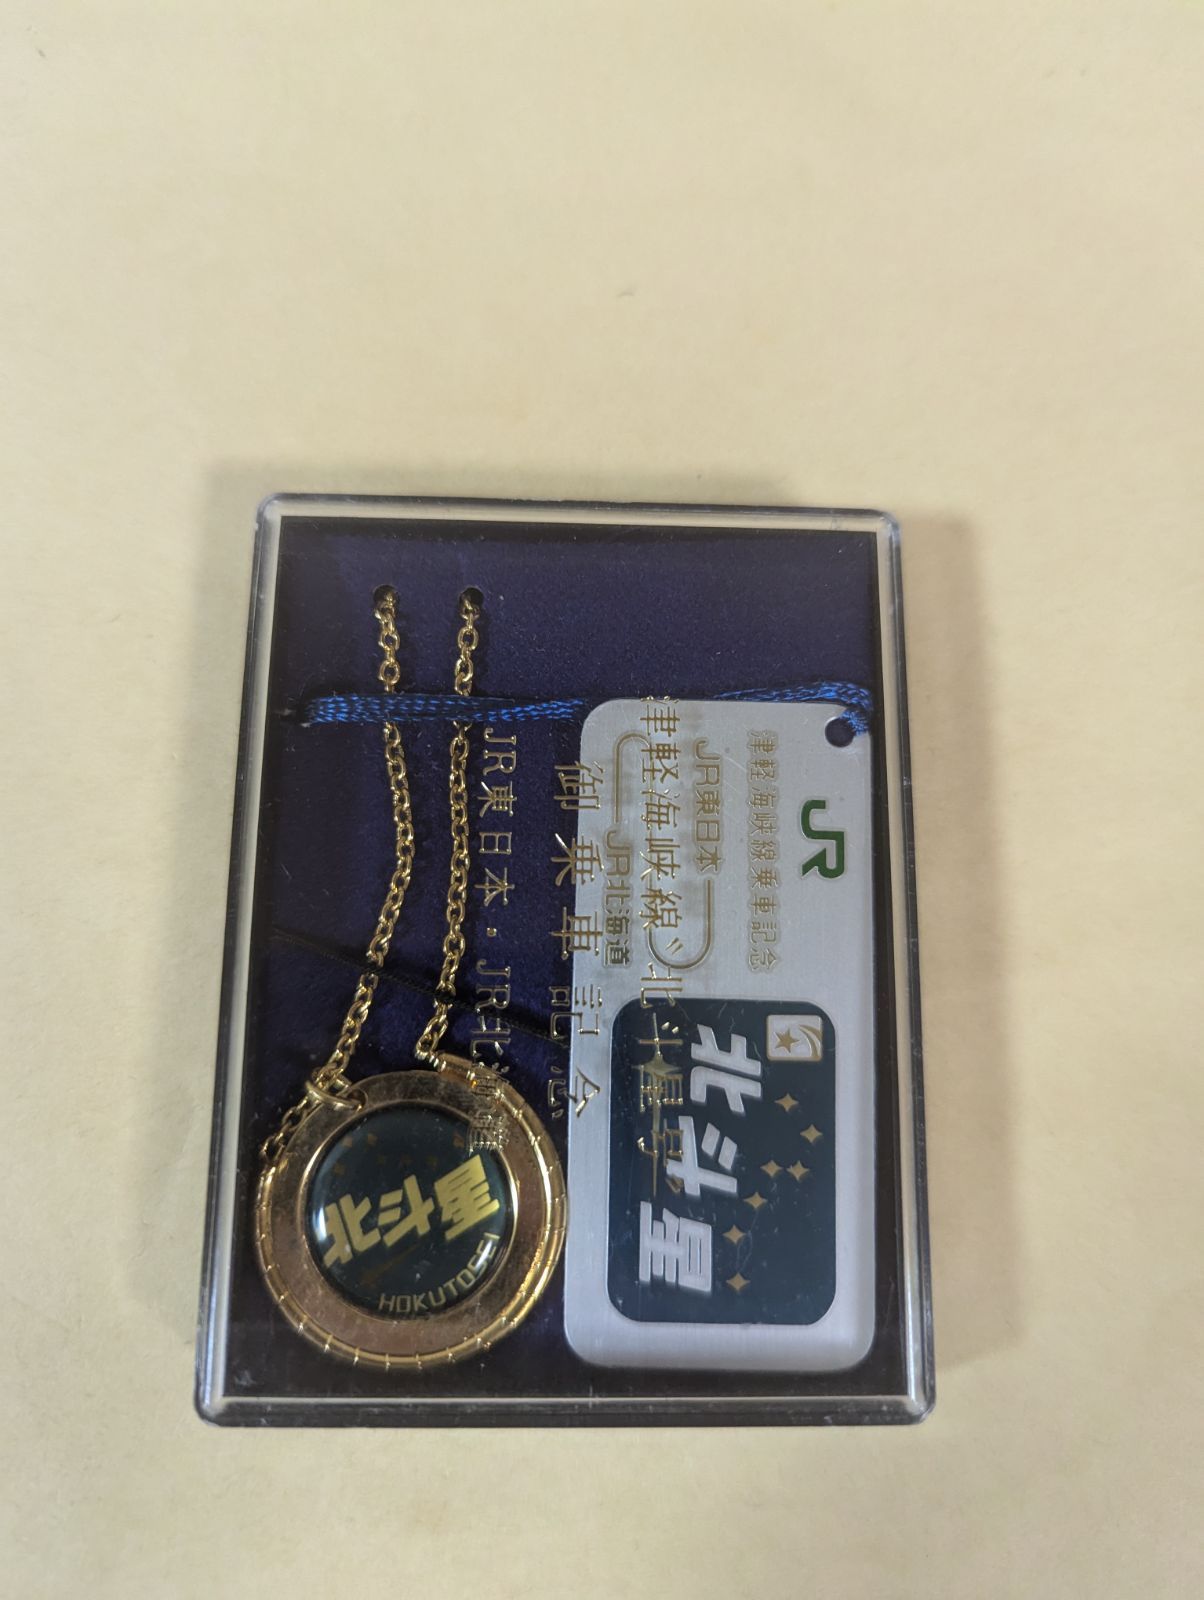 津軽海峡線〝北斗星号〟
御乗車記念
JR東日本・JR北海道
JR
津軽海峡線乗車記念
JR東日本
JR北海道
北斗星
北斗星
HOKUTOSEI